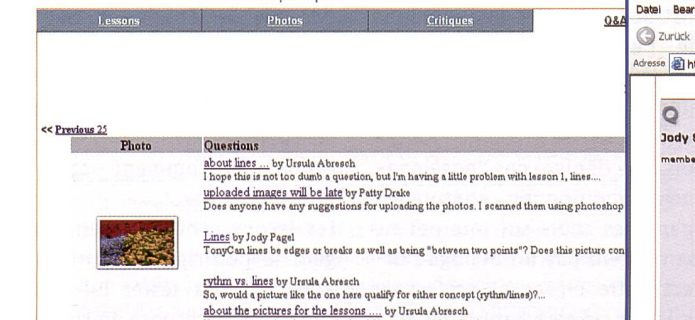 Lessons Photos Critiques Q&A
<< Previous 25
Photo Questions
about lines ... by Ursula Abresch
I hope this is not too dumb a question, but I'm having a little problem with lesson 1, lines....
uploaded images will be late by Patty Drake
Does anyone have any suggestions for uploading the photos. I scanned them using photoshop
Lines by Jody Pagel
TonyCan lines be edges or breaks as well as being "between two points"? Does this picture con
rythm vs. lines by Ursula Abresch
So, would a picture like the one here qualify for either concept (rythm/lines)?...
about the pictures for the lessons .... by Ursula Abresch
Datei Bear
Zurück
Adresse
Jody
membe